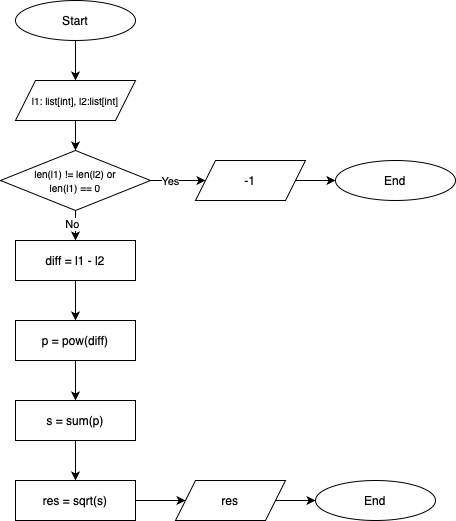 Start
l1: list[int], l2:list[int]
len(l1) != len(l2) or
len(l1) == 0
Yes
-1
End
No
diff = l1 - l2
p = pow(diff)
s = sum(p)
res = sqrt(s)
res
End